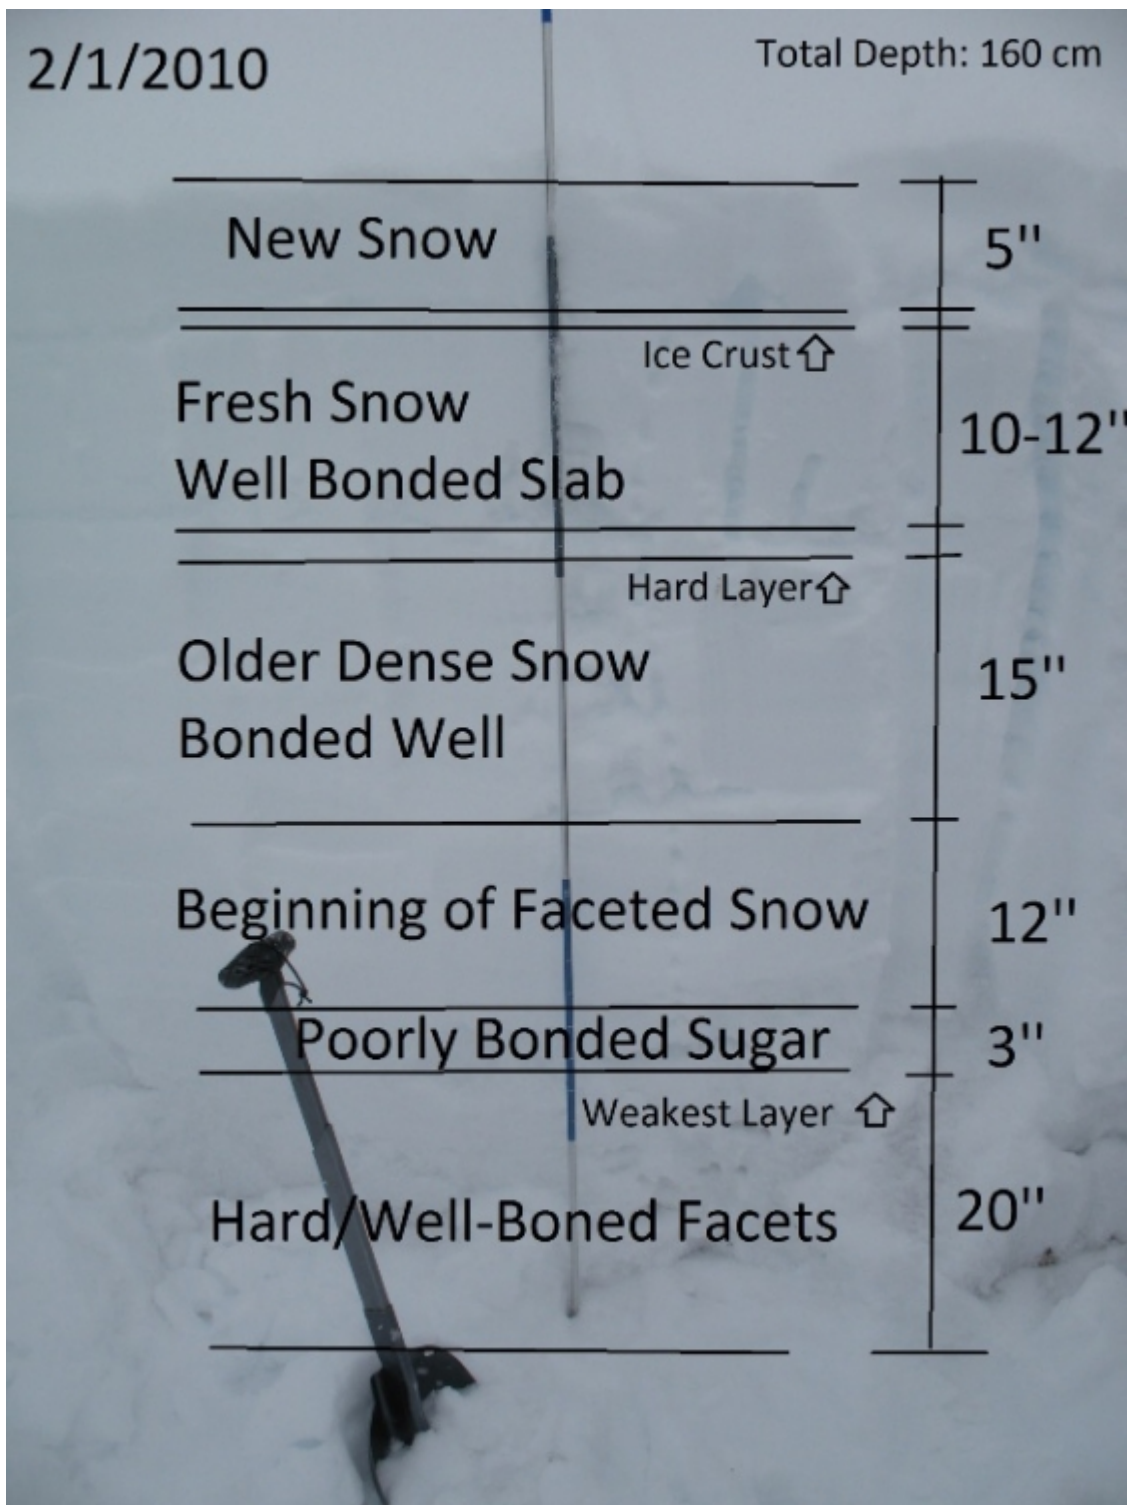 2/1/2010
Total Depth: 160 cm
New Snow
5"
Ice Crust
Fresh Snow
Well Bonded Slab
10-12"
Hard Layer
Older Dense Snow
Bonded Well
15"
Beginning of Faceted Snow
12"
Poorly Bonded Sugar
3"
Weakest Layer
Hard/Well-Boned Facets
20"